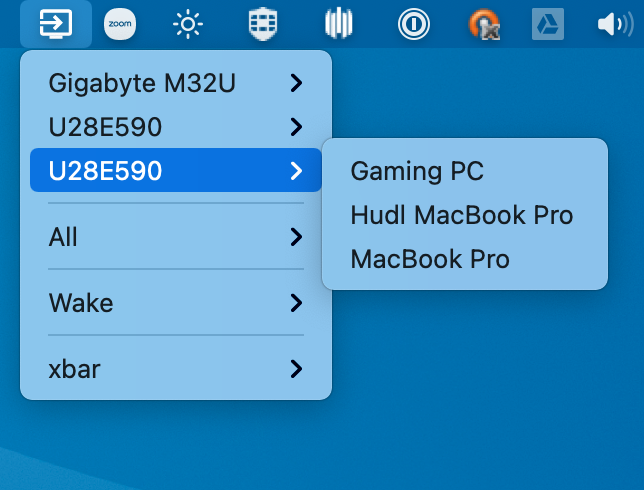 zoom
Gigabyte M32U
U28E590
U28E590
All
Wake
xbar
Gaming PC
Hudl MacBook Pro
MacBook Pro